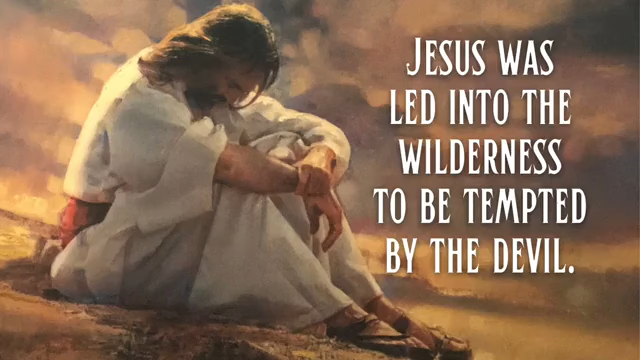 Jesus was
led into the
wilderness
to be tempted
by the devil.